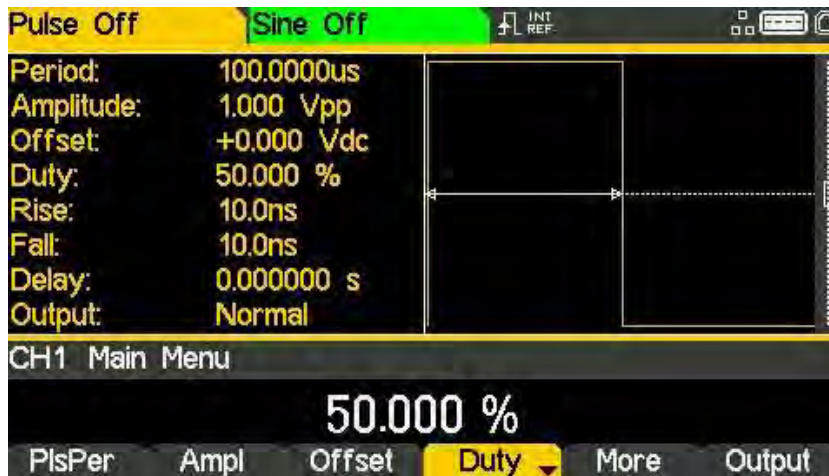 Pulse Off Sine Off INT REF
Period: 100.0000us
Amplitude: 1.000 Vpp
Offset: +0.000 Vdc
Duty: 50.000 %
Rise: 10.0ns
Fall: 10.0ns
Delay: 0.000000 s
Output: Normal
CH1 Main Menu
50.000 %
PlsPer Ampl Offset Duty More Output